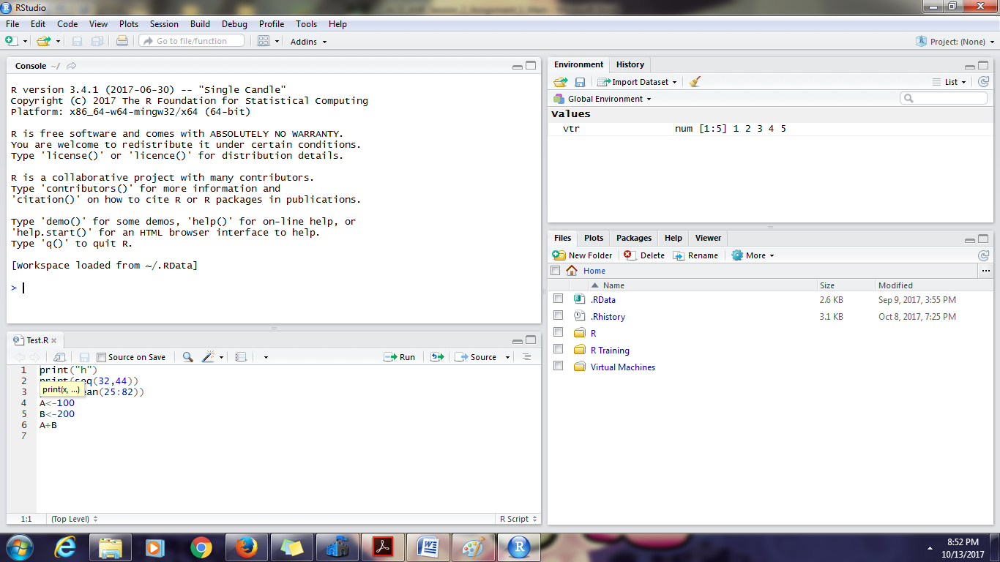 RStudio
File Edit Code View Plots Session Build Debug Profile Tools Help
Go to file/function Addins Project: (None)
Console ~/
R version 3.4.1 (2017-06-30) -- "Single Candle"
Copyright (C) 2017 The R Foundation for Statistical Computing
Platform: x86_64-w64-mingw32/x64 (64-bit)
R is free software and comes with ABSOLUTELY NO WARRANTY.
You are welcome to redistribute it under certain conditions.
Type 'license()' or 'licence()' for distribution details.
R is a collaborative project with many contributors.
Type 'contributors()' for more information and
'citation()' on how to cite R or R packages in publications.
Type 'demo()' for some demos, 'help()' for on-line help, or
'help.start()' for an HTML browser interface to help.
Type 'q()' to quit R.
[Workspace loaded from ~/.RData]
>
Test.R
Source on Save Run Source
1 print("h")
2 print(seq(32,44))
print(x, ...)
3 ean(25:82))
4 A<-100
5 B<-200
6 A+B
7
1:1 (Top Level) R Script
Environment History
Import Dataset List
Global Environment
Values
vtr num [1:5] 1 2 3 4 5
Files Plots Packages Help Viewer
New Folder Delete Rename More
Home ...
Name Size Modified
.RData 2.6 KB Sep 9, 2017, 3:55 PM
.Rhistory 3.1 KB Oct 8, 2017, 7:25 PM
R
R Training
Virtual Machines
8:52 PM
10/13/2017